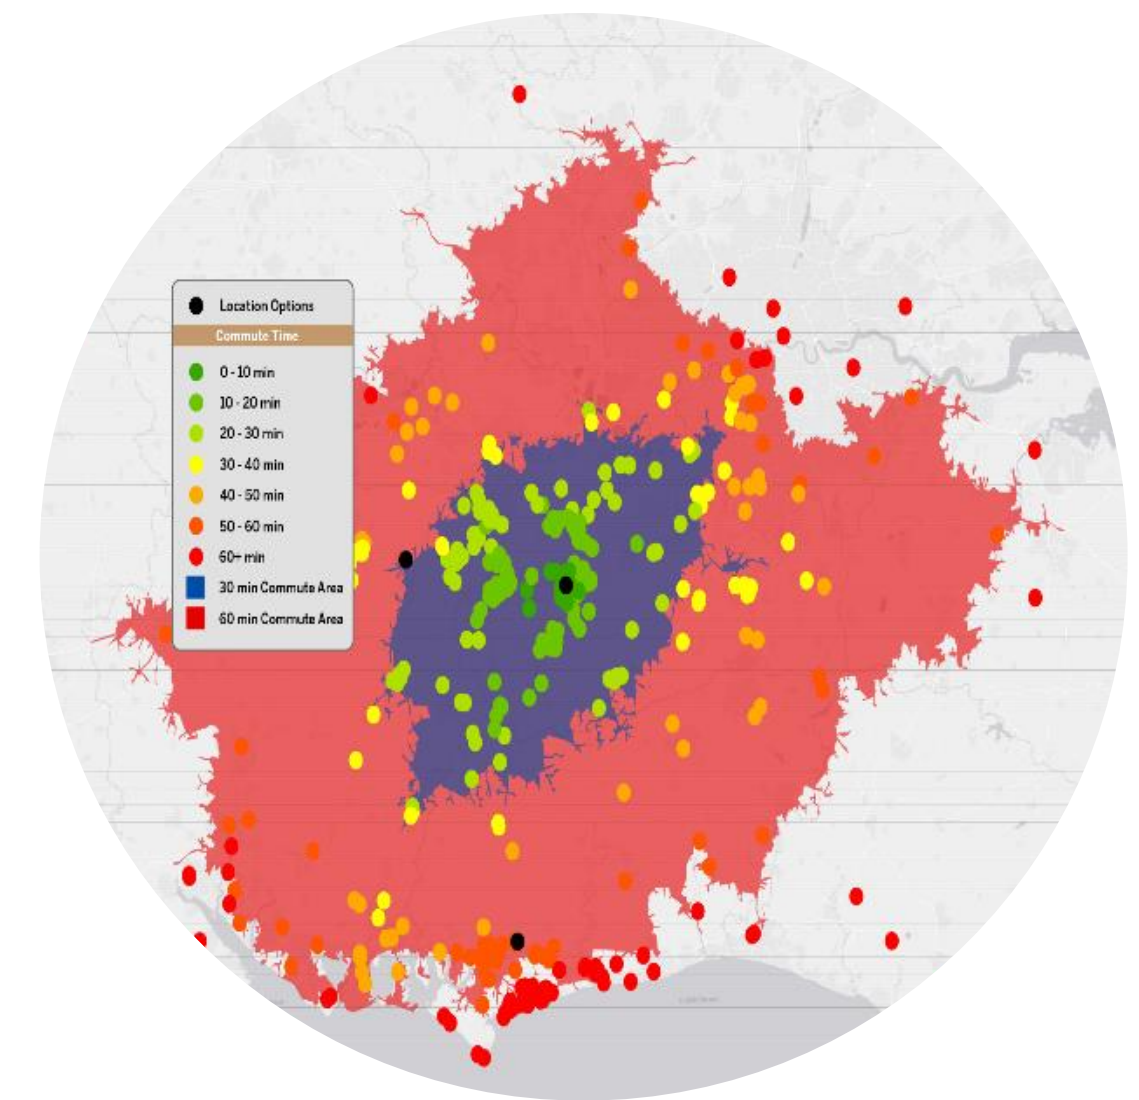 Location Options
Commute Time
0 - 10 min
10 - 20 min
20 - 30 min
30 - 40 min
40 - 50 min
50 - 60 min
60+ min
30 min Commute Area
60 min Commute Area